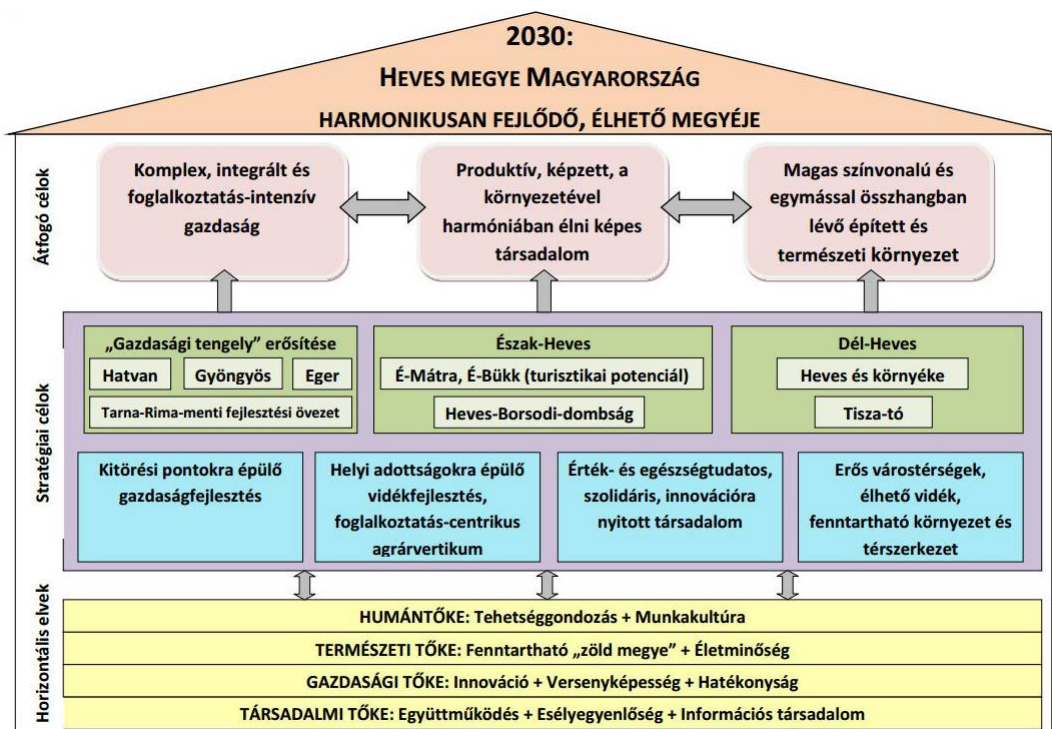 2030:
HEVES MEGYE MAGYARORSZÁG
HARMONIKUSAN FEJLŐDŐ, ÉLHETŐ MEGYÉJE
Átfogó célok
Komplex, integrált és
foglalkoztatás-intenzív
gazdaság
Produktív, képzett, a
környezetével
harmóniában élni képes
társadalom
Magas színvonalú és
egymással összhangban
lévő épített és
természeti környezet
Stratégiai célok
„Gazdasági tengely” erősítése
Hatvan
Gyöngyös
Eger
Tarna-Rima-menti fejlesztési övezet
Észak-Heves
É-Mátra, É-Bükk (turisztikai potenciál)
Heves-Borsodi-dombság
Dél-Heves
Heves és környéke
Tisza-tó
Kitörési pontokra épülő
gazdaságfejlesztés
Helyi adottságokra épülő
vidékfejlesztés,
foglalkoztatás-centrikus
agrárvertikum
Érték- és egészségtudatos,
szolidáris, innovációra
nyitott társadalom
Erős várostérségek,
élhető vidék,
fenntartható környezet és
térszerkezet
Horizontális elvek
HUMÁNTŐKE: Tehetséggondozás + Munkakultúra
TERMÉSZETI TŐKE: Fenntartható „zöld megye” + Életminőség
GAZDASÁGI TŐKE: Innováció + Versenyképesség + Hatékonyság
TÁRSADALMI TŐKE: Együttműködés + Esélyegyenlőség + Információs társadalom